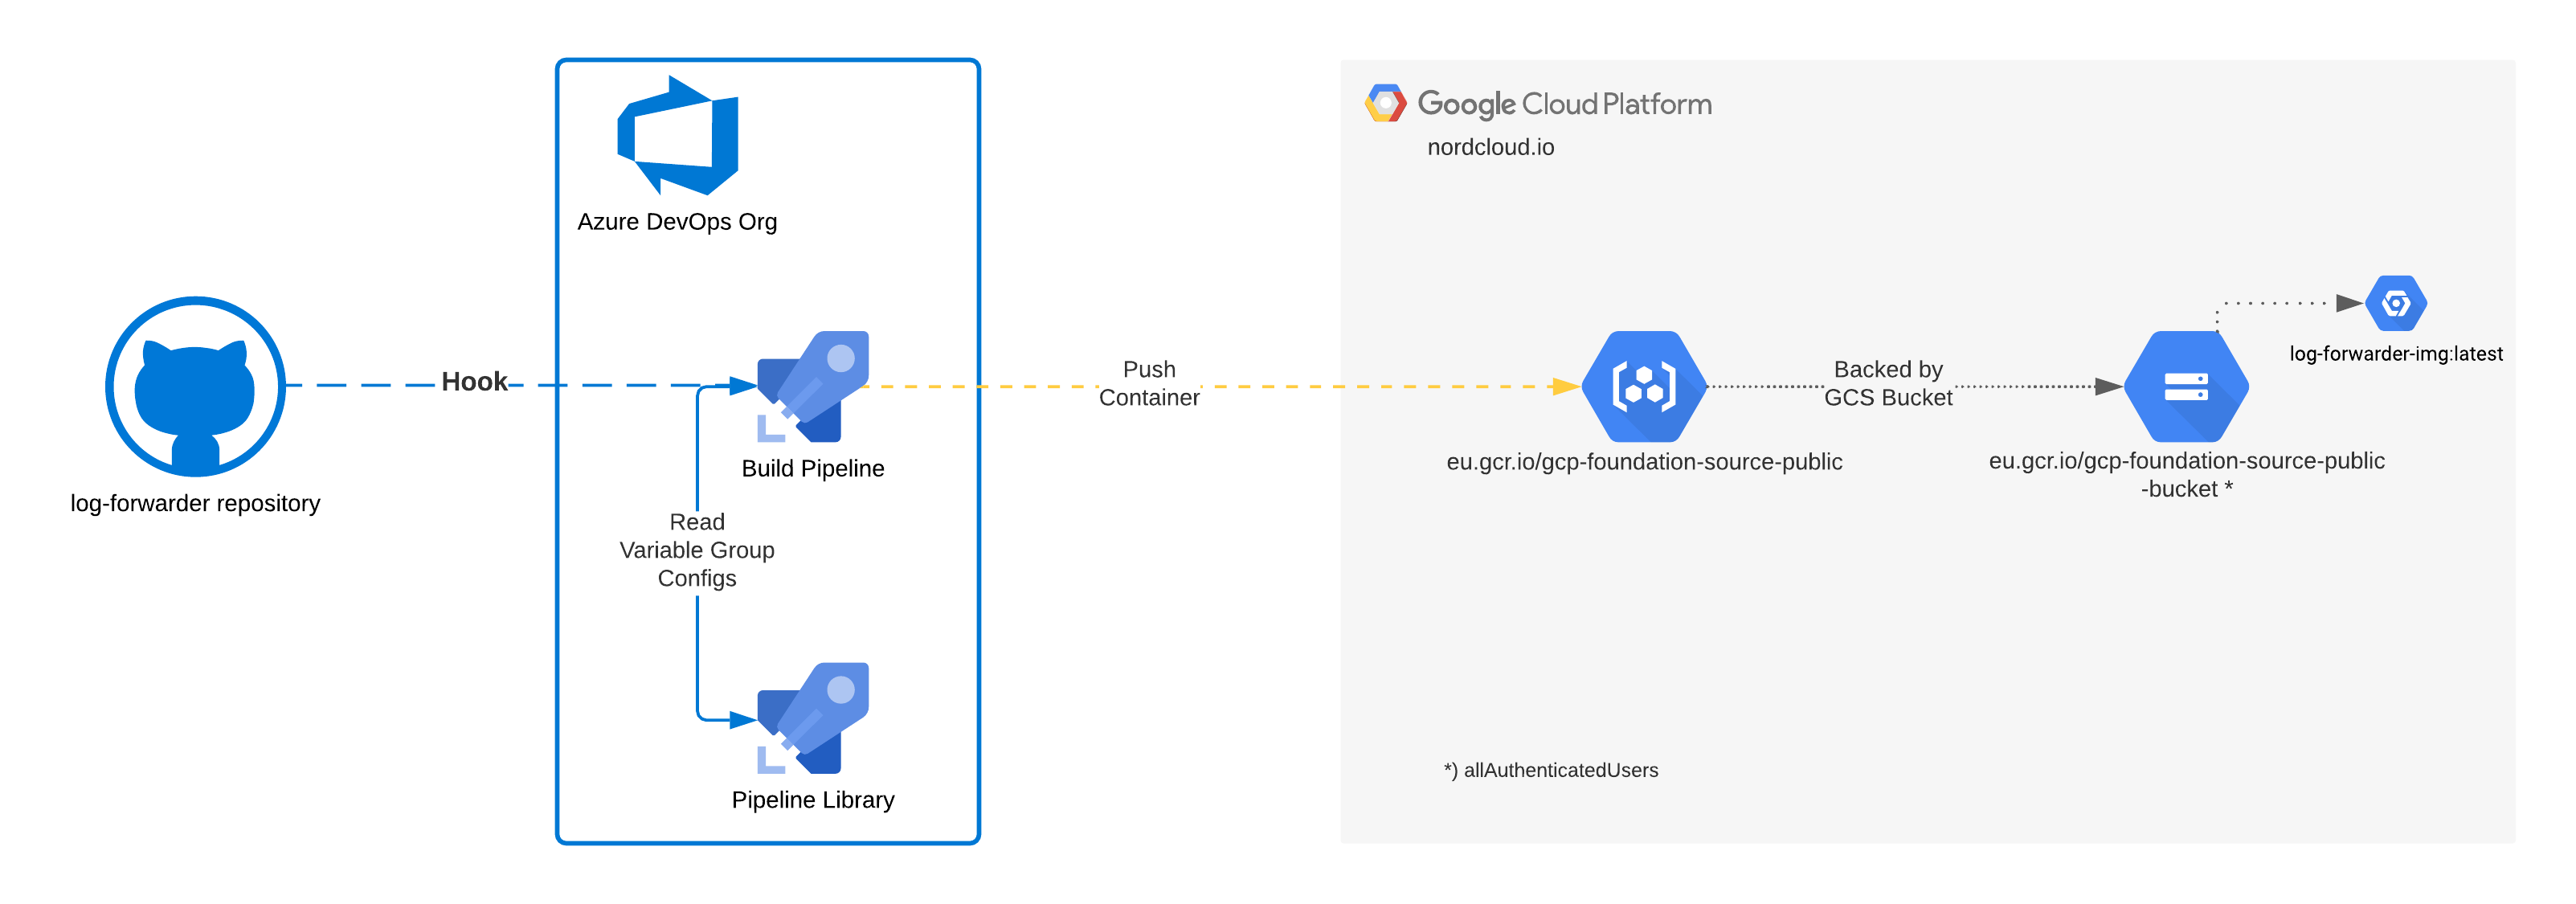 Azure DevOps Org
Google Cloud Platform
nordcloud.io
log-forwarder repository
Hook
Build Pipeline
Read
Variable Group
Configs
Pipeline Library
Push
Container
eu.gcr.io/gcp-foundation-source-public
Backed by
GCS Bucket
eu.gcr.io/gcp-foundation-source-public
-bucket *
log-forwarder-img:latest
*) allAuthenticatedUsers